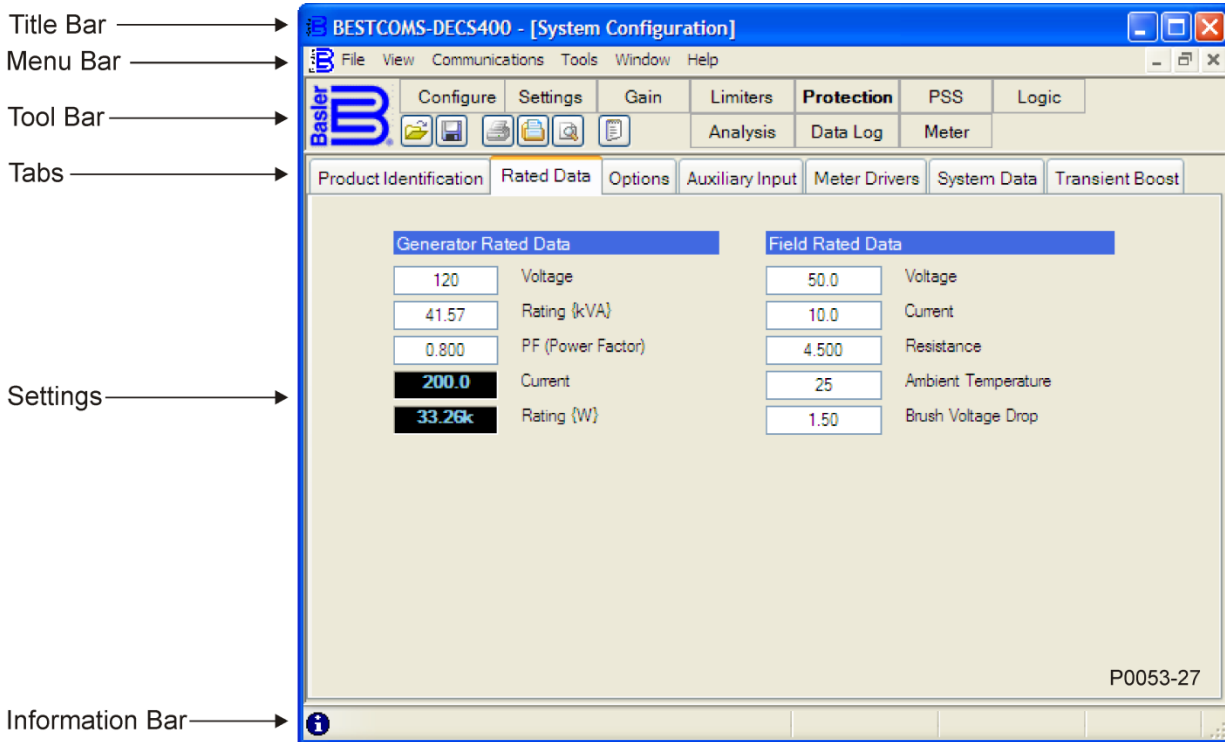 Title Bar
BESTCOMS-DECS400 - [System Configuration]
Menu Bar
File View Communications Tools Window Help
Tool Bar
Basler
Configure Settings Gain Limiters Protection PSS Logic
Analysis Data Log Meter
Tabs
Product Identification Rated Data Options Auxiliary Input Meter Drivers System Data Transient Boost
Settings
Generator Rated Data
120 Voltage
41.57 Rating {kVA}
0.800 PF (Power Factor)
200.0 Current
33.26k Rating {W}
Field Rated Data
50.0 Voltage
10.0 Current
4.500 Resistance
25 Ambient Temperature
1.50 Brush Voltage Drop
P0053-27
Information Bar